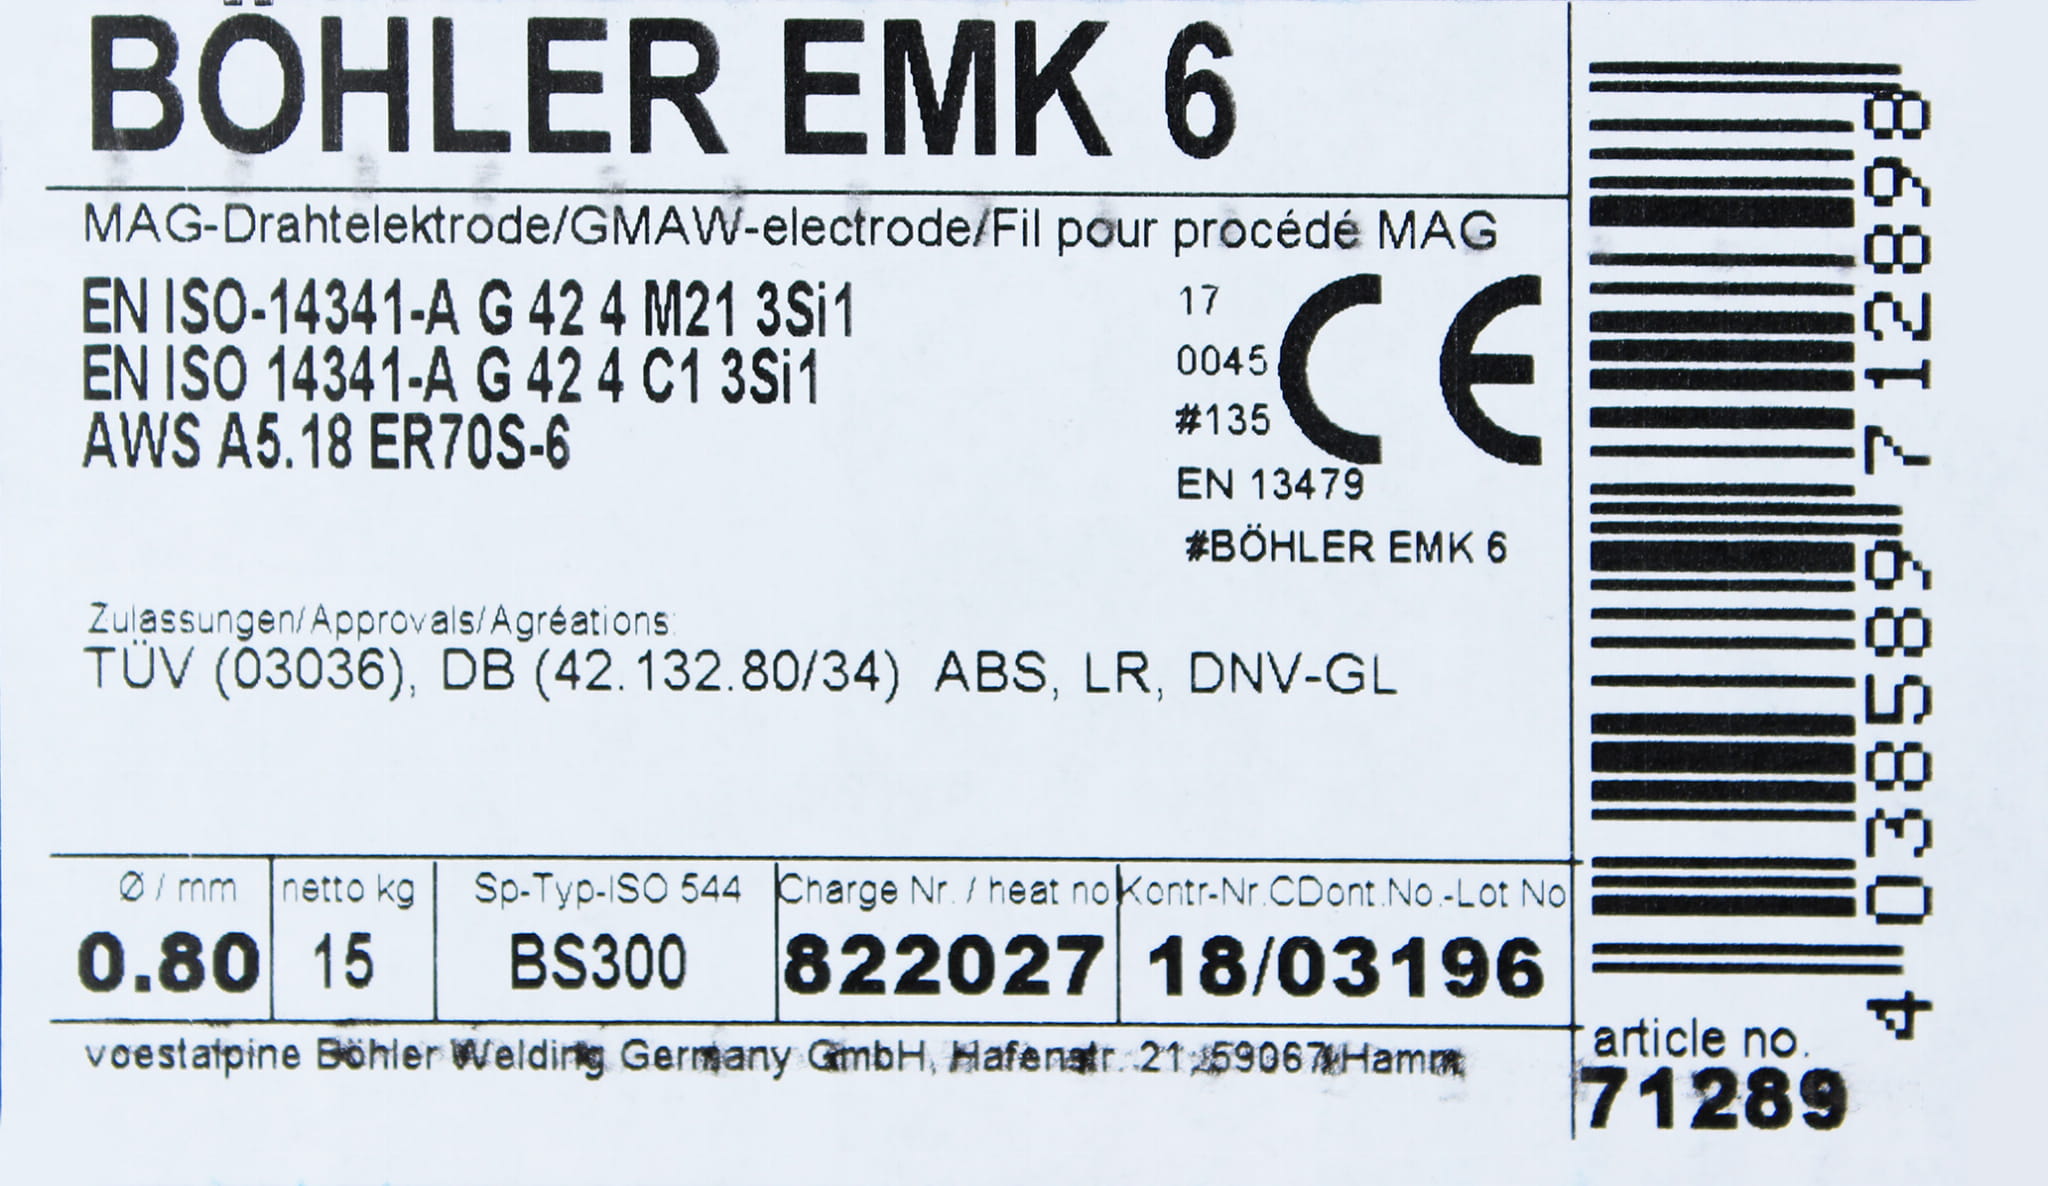 BÖHLER EMK 6
MAG-Drahtelektrode/GMAW-electrode/Fil pour procédé MAG
EN ISO-14341-A G 42 4 M21 3Si1
EN ISO 14341-A G 42 4 C1 3Si1
AWS A5.18 ER70S-6
17
0045
#135
CE
EN 13479
#BÖHLER EMK 6
Zulassungen/Approvals/Agréations:
TÜV (03036), DB (42.132.80/34) ABS, LR, DNV-GL
Ø / mm netto kg Sp-Typ-ISO 544 Charge Nr. / heat no Kontr-Nr.CDont.No.-Lot No
0.80 15 BS300 822027 18/03196
voestalpine Böhler Welding Germany GmbH, Hafenstr. 21, 59067 Hamm
4 038589 712898
article no.
71289